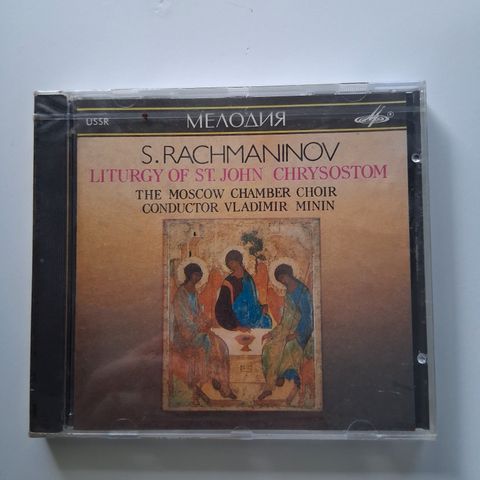 USSR
МЕЛОДИЯ
S. RACHMANINOV
LITURGY OF ST. JOHN CHRYSOSTOM
THE MOSCOW CHAMBER CHOIR
CONDUCTOR VLADIMIR MININ